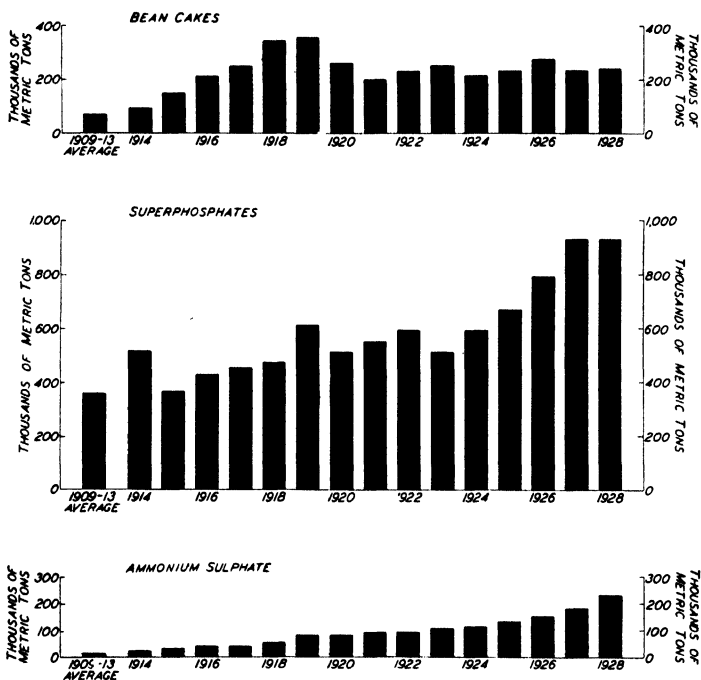 BEAN CAKES
THOUSANDS OF
METRIC TONS
400
200
0
400
200
0
THOUSANDS OF
METRIC TONS
1909-13 1914 1916 1918 1920 1922 1924 1926 1928
AVERAGE
SUPERPHOSPHATES
THOUSANDS OF METRIC TONS
1,000
800
600
400
200
0
1,000
800
600
400
200
0
THOUSANDS OF METRIC TONS
1909-13 1914 1916 1918 1920 '922 1924 1926 1928
AVERAGE
AMMONIUM SULPHATE
THOUSANDS OF
METRIC TONS
300
200
100
0
300
200
100
0
THOUSANDS OF
METRIC TONS
1909-13 1914 1916 1918 1920 1922 1924 1926 1928
AVERAGE